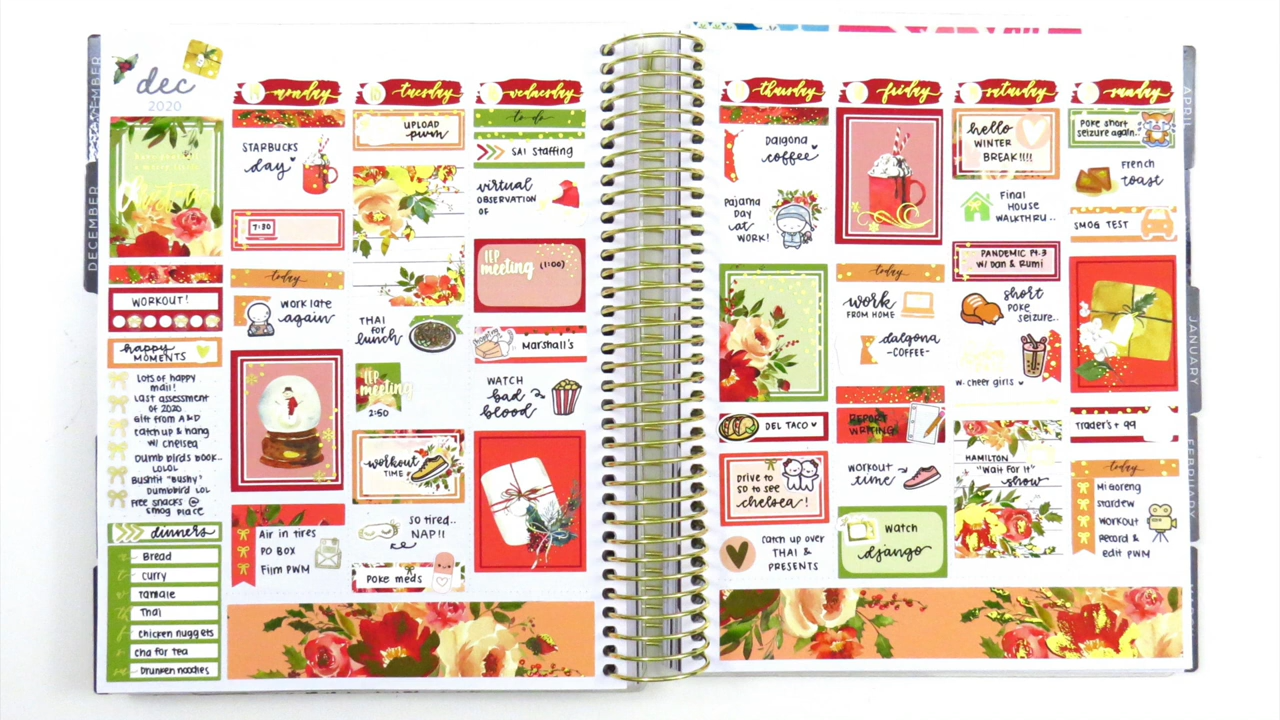 dec
2020
WORKOUT!
happy
MOMENTS
Lots of happy
mail!
Last assessment
of 2020
Gift from A&D
catch up & hang
w/ chelsea
Dumb birds book..
LOLOL
Bushtit "Bushy"
Dumbbird LOL
Free snacks @
smog place
dinners
Bread
curry
Tamale
Thai
chicken nuggets
cha for tea
Drunken noodles
monday
STARBUCKS
day
7:30
today
work late
again
Air in tires
PO BOX
Film PWM
tuesday
UPLOAD
pwm
THAI
for
lunch
IEP
meeting
2:50
workout
TIME
so tired..
NAP!!
Poke meds
wednesday
to do
SAI Staffing
virtual
OBSERVATION
OF
IEP
meeting (1:00)
Marshall's
WATCH
bad
blood
thursday
Dalgona
coffee
Pajama
Day
at
WORK!
DEL TACO
Drive to
SD to see
chelsea!
catch up over
THAI &
PRESENTS
friday
today
work
FROM HOME
dalgona
-COFFEE-
REPORT
WRITING
WORKOUT
time
watch
django
saturday
hello
WINTER
BREAK!!!!
Final
House
WALKTHRU..
PANDEMIC Pt.3
w/ Dan & Rumi
short
POKE
seizure..
w. cheer girls
HAMILTON
"Wait For it"
show
sunday
Poke short
seizure again..
French
toast
SMOG TEST
Trader's + 99
today
Mi Goreng
Stardew
Workout
Record &
edit PWM
DECEMBER
APRIL
JANUARY
FEBRUARY